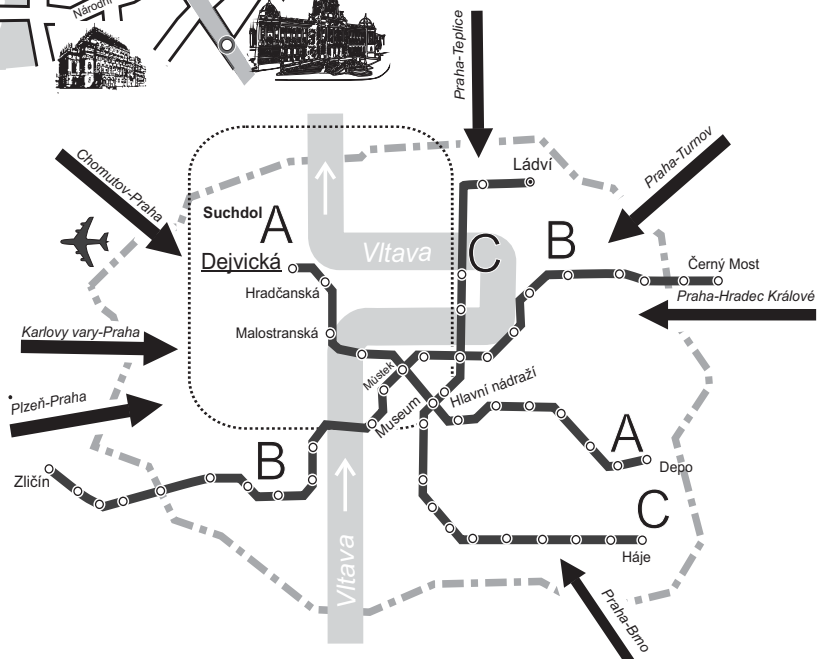 Národní
Praha-Teplice
Praha-Turnov
Chomutov-Praha
Ládví
Suchdol
A
C
B
Dejvická
Vltava
Černý Most
Hradčanská
Praha-Hradec Králové
Malostranská
Karlovy vary-Praha
Můstek
Hlavní nádraží
Plzeň-Praha
Museum
A
B
Depo
Zličín
C
Vltava
Háje
Praha-Brno